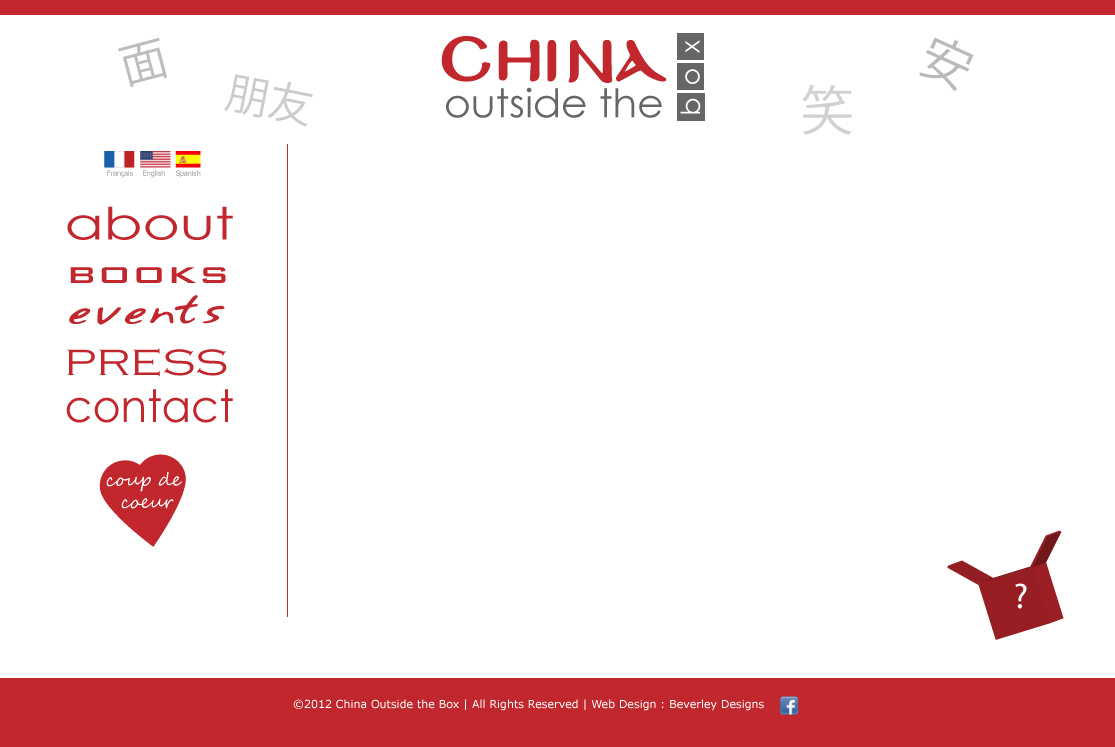 面
朋友
CHINA
outside the
box
笑
安
Français English Spanish
about
BOOKS
events
PRESS
contact
coup de
coeur
?
©2012 China Outside the Box | All Rights Reserved | Web Design : Beverley Designs f